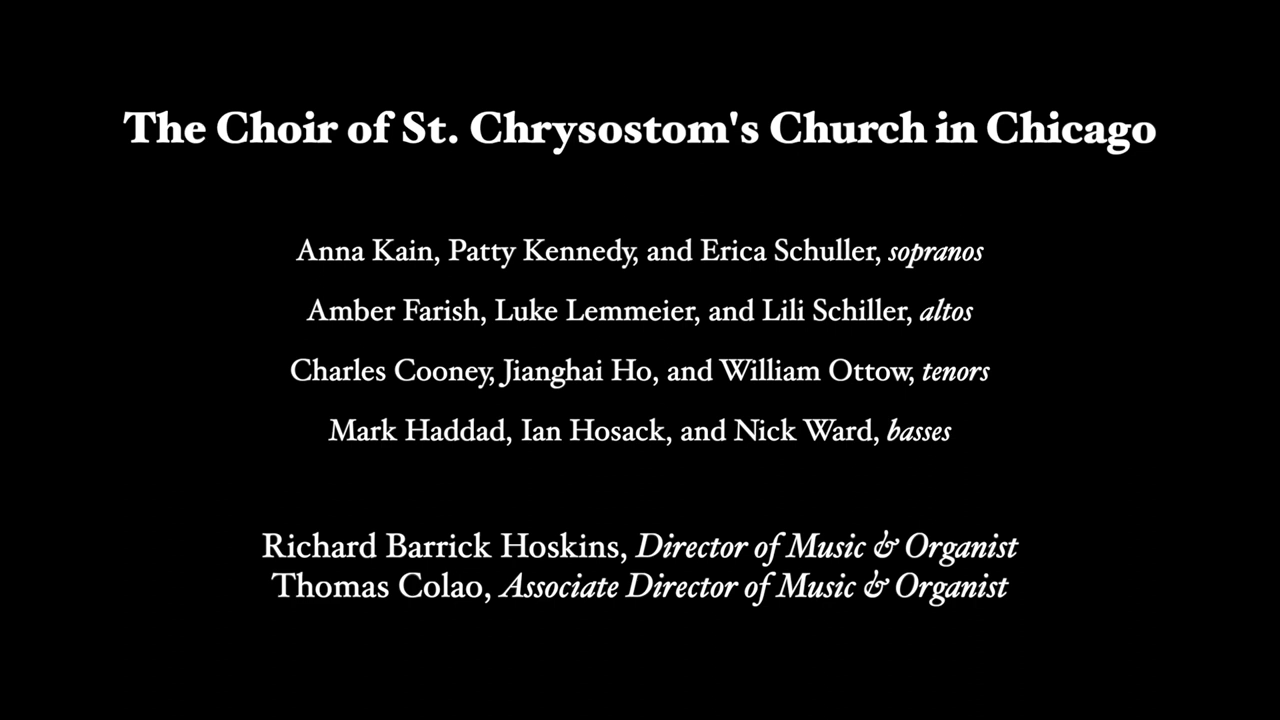 The Choir of St. Chrysostom's Church in Chicago
Anna Kain, Patty Kennedy, and Erica Schuller, sopranos
Amber Farish, Luke Lemmeier, and Lili Schiller, altos
Charles Cooney, Jianghai Ho, and William Ottow, tenors
Mark Haddad, Ian Hosack, and Nick Ward, basses
Richard Barrick Hoskins, Director of Music & Organist
Thomas Colao, Associate Director of Music & Organist